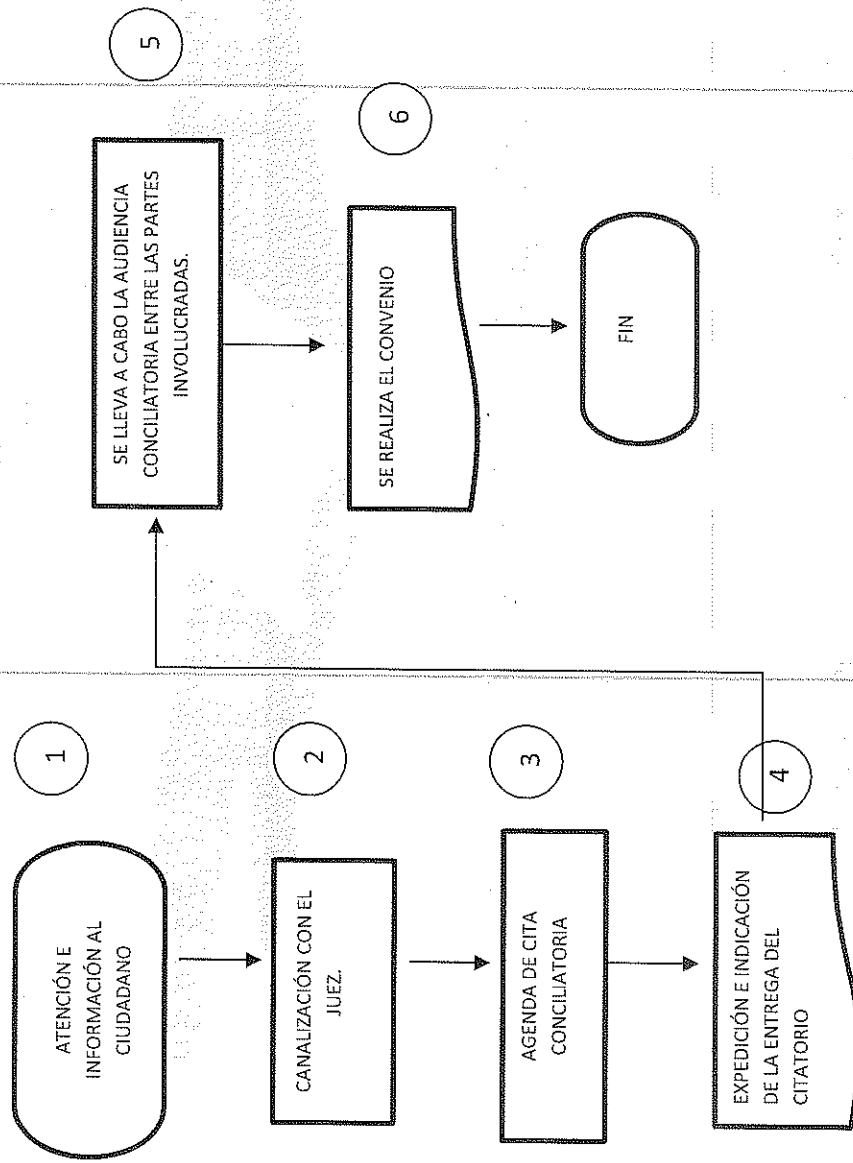 1
ATENCIÓN E
INFORMACIÓN AL
CIUDADANO
2
CANALIZACIÓN CON EL
JUEZ.
3
AGENDA DE CITA
CONCILIATORIA
4
EXPEDICIÓN E INDICACIÓN
DE LA ENTREGA DEL
CITATORIO
5
SE LLEVA A CABO LA AUDIENCIA
CONCILIATORIA ENTRE LAS PARTES
INVOLUCRADAS.
6
SE REALIZA EL CONVENIO
FIN